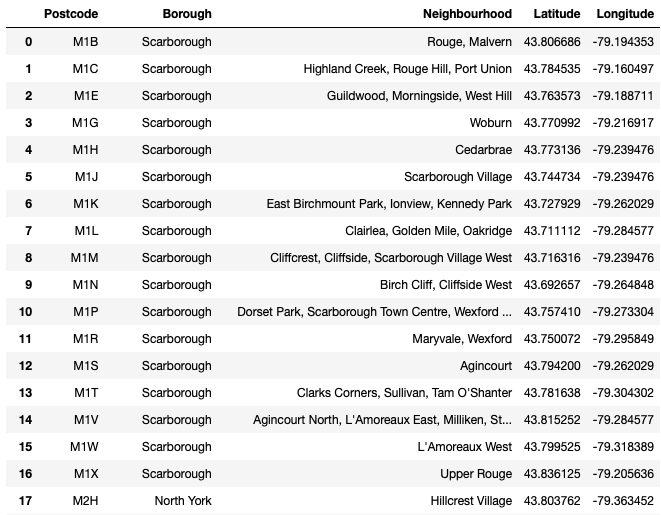 Postcode Borough Neighbourhood Latitude Longitude
0 M1B Scarborough Rouge, Malvern 43.806686 -79.194353
1 M1C Scarborough Highland Creek, Rouge Hill, Port Union 43.784535 -79.160497
2 M1E Scarborough Guildwood, Morningside, West Hill 43.763573 -79.188711
3 M1G Scarborough Woburn 43.770992 -79.216917
4 M1H Scarborough Cedarbrae 43.773136 -79.239476
5 M1J Scarborough Scarborough Village 43.744734 -79.239476
6 M1K Scarborough East Birchmount Park, Ionview, Kennedy Park 43.727929 -79.262029
7 M1L Scarborough Clairlea, Golden Mile, Oakridge 43.711112 -79.284577
8 M1M Scarborough Cliffcrest, Cliffside, Scarborough Village West 43.716316 -79.239476
9 M1N Scarborough Birch Cliff, Cliffside West 43.692657 -79.264848
10 M1P Scarborough Dorset Park, Scarborough Town Centre, Wexford ... 43.757410 -79.273304
11 M1R Scarborough Maryvale, Wexford 43.750072 -79.295849
12 M1S Scarborough Agincourt 43.794200 -79.262029
13 M1T Scarborough Clarks Corners, Sullivan, Tam O'Shanter 43.781638 -79.304302
14 M1V Scarborough Agincourt North, L'Amoreaux East, Milliken, St... 43.815252 -79.284577
15 M1W Scarborough L'Amoreaux West 43.799525 -79.318389
16 M1X Scarborough Upper Rouge 43.836125 -79.205636
17 M2H North York Hillcrest Village 43.803762 -79.363452